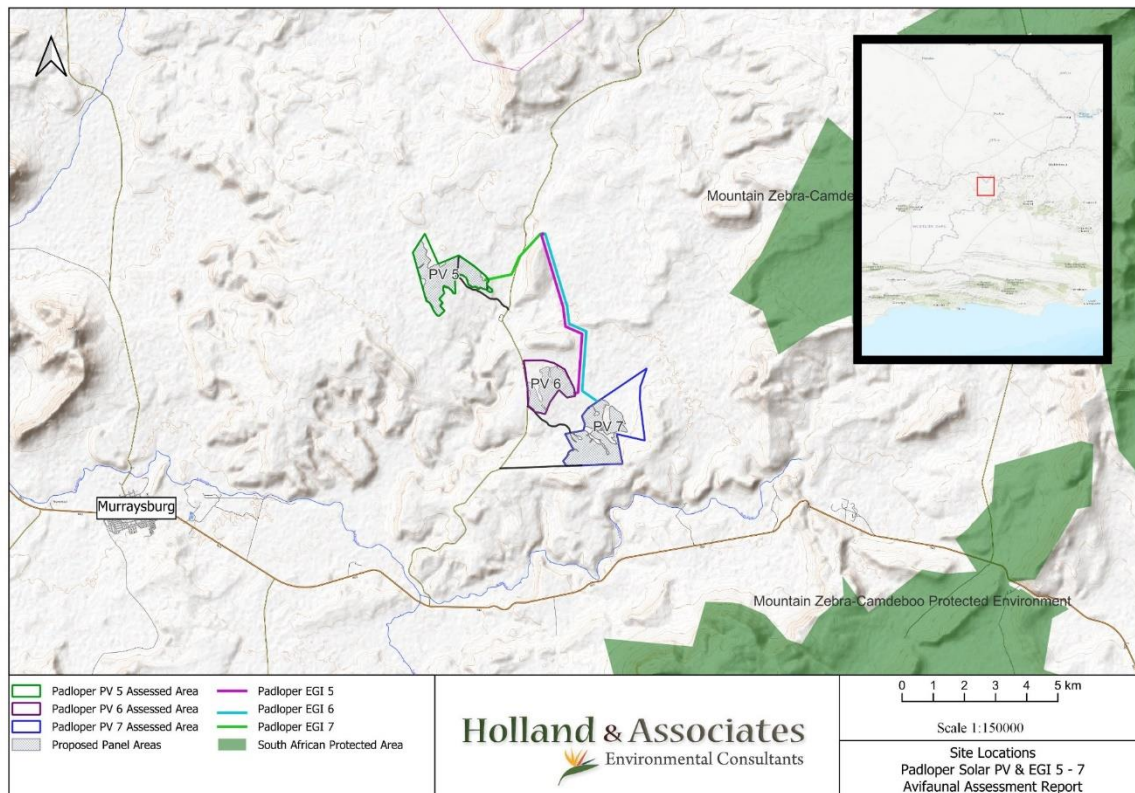 Mountain Zebra-Camde
PV 5
PV 6
PV 7
Murraysburg
Mountain Zebra-Camdeboo Protected Environment
Padloper PV 5 Assessed Area
Padloper PV 6 Assessed Area
Padloper PV 7 Assessed Area
Proposed Panel Areas
Padloper EGI 5
Padloper EGI 6
Padloper EGI 7
South African Protected Area
Holland & Associates
Environmental Consultants
0 1 2 3 4 5 km
Scale 1:150000
Site Locations
Padloper Solar PV & EGI 5 - 7
Avifaunal Assessment Report